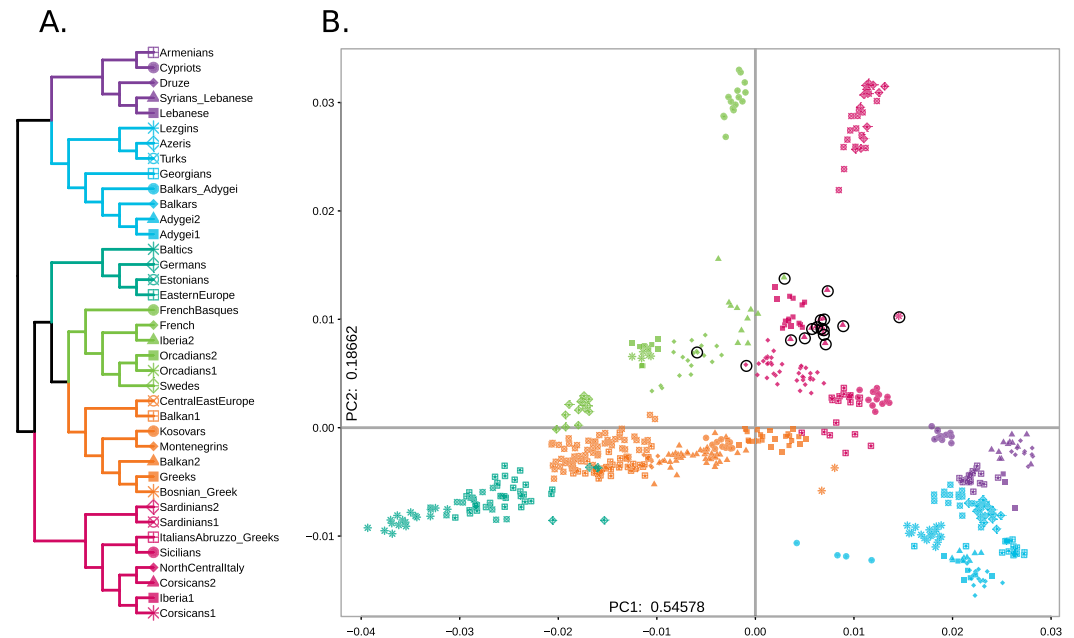 A.
B.
Armenians
Cypriots
Druze
Syrians_Lebanese
Lebanese
Lezgins
Azeris
Turks
Georgians
Balkars_Adygei
Balkars
Adygei2
Adygei1
Baltics
Germans
Estonians
EasternEurope
FrenchBasques
French
Iberia2
Orcadians2
Orcadians1
Swedes
CentralEastEurope
Balkan1
Kosovars
Montenegrins
Balkan2
Greeks
Bosnian_Greek
Sardinians2
Sardinians1
ItaliansAbruzzo_Greeks
Sicilians
NorthCentralItaly
Corsicans2
Iberia1
Corsicans1
0.03
0.02
0.01
0.00
−0.01
PC2: 0.18662
PC1: 0.54578
−0.04
−0.03
−0.02
−0.01
0.00
0.01
0.02
0.03